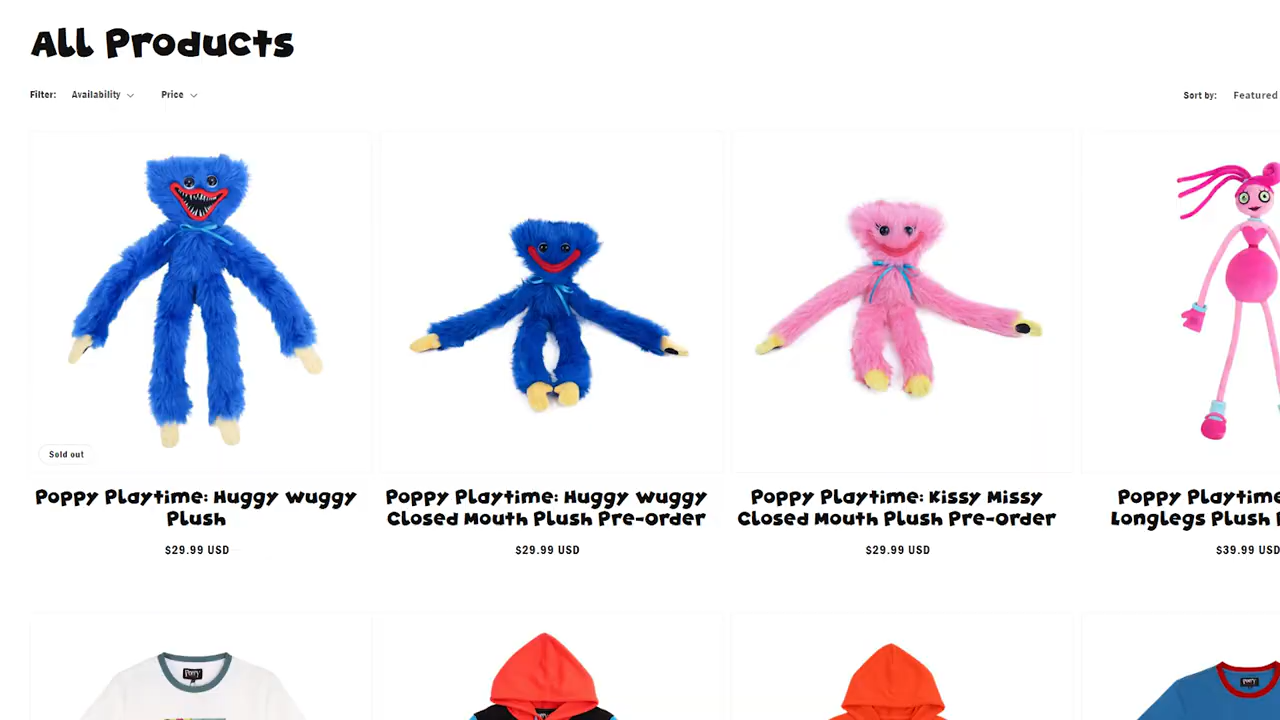 All Products
Filter: Availability Price
Sort by: Featured
Sold out
Poppy Playtime: Huggy Wuggy
Plush
$29.99 USD
Poppy Playtime: Huggy Wuggy
Closed Mouth Plush Pre-Order
$29.99 USD
Poppy Playtime: Kissy Missy
Closed Mouth Plush Pre-Order
$29.99 USD
Poppy Playtime
Longlegs Plush
$39.99 USD
Poppy
Poppy